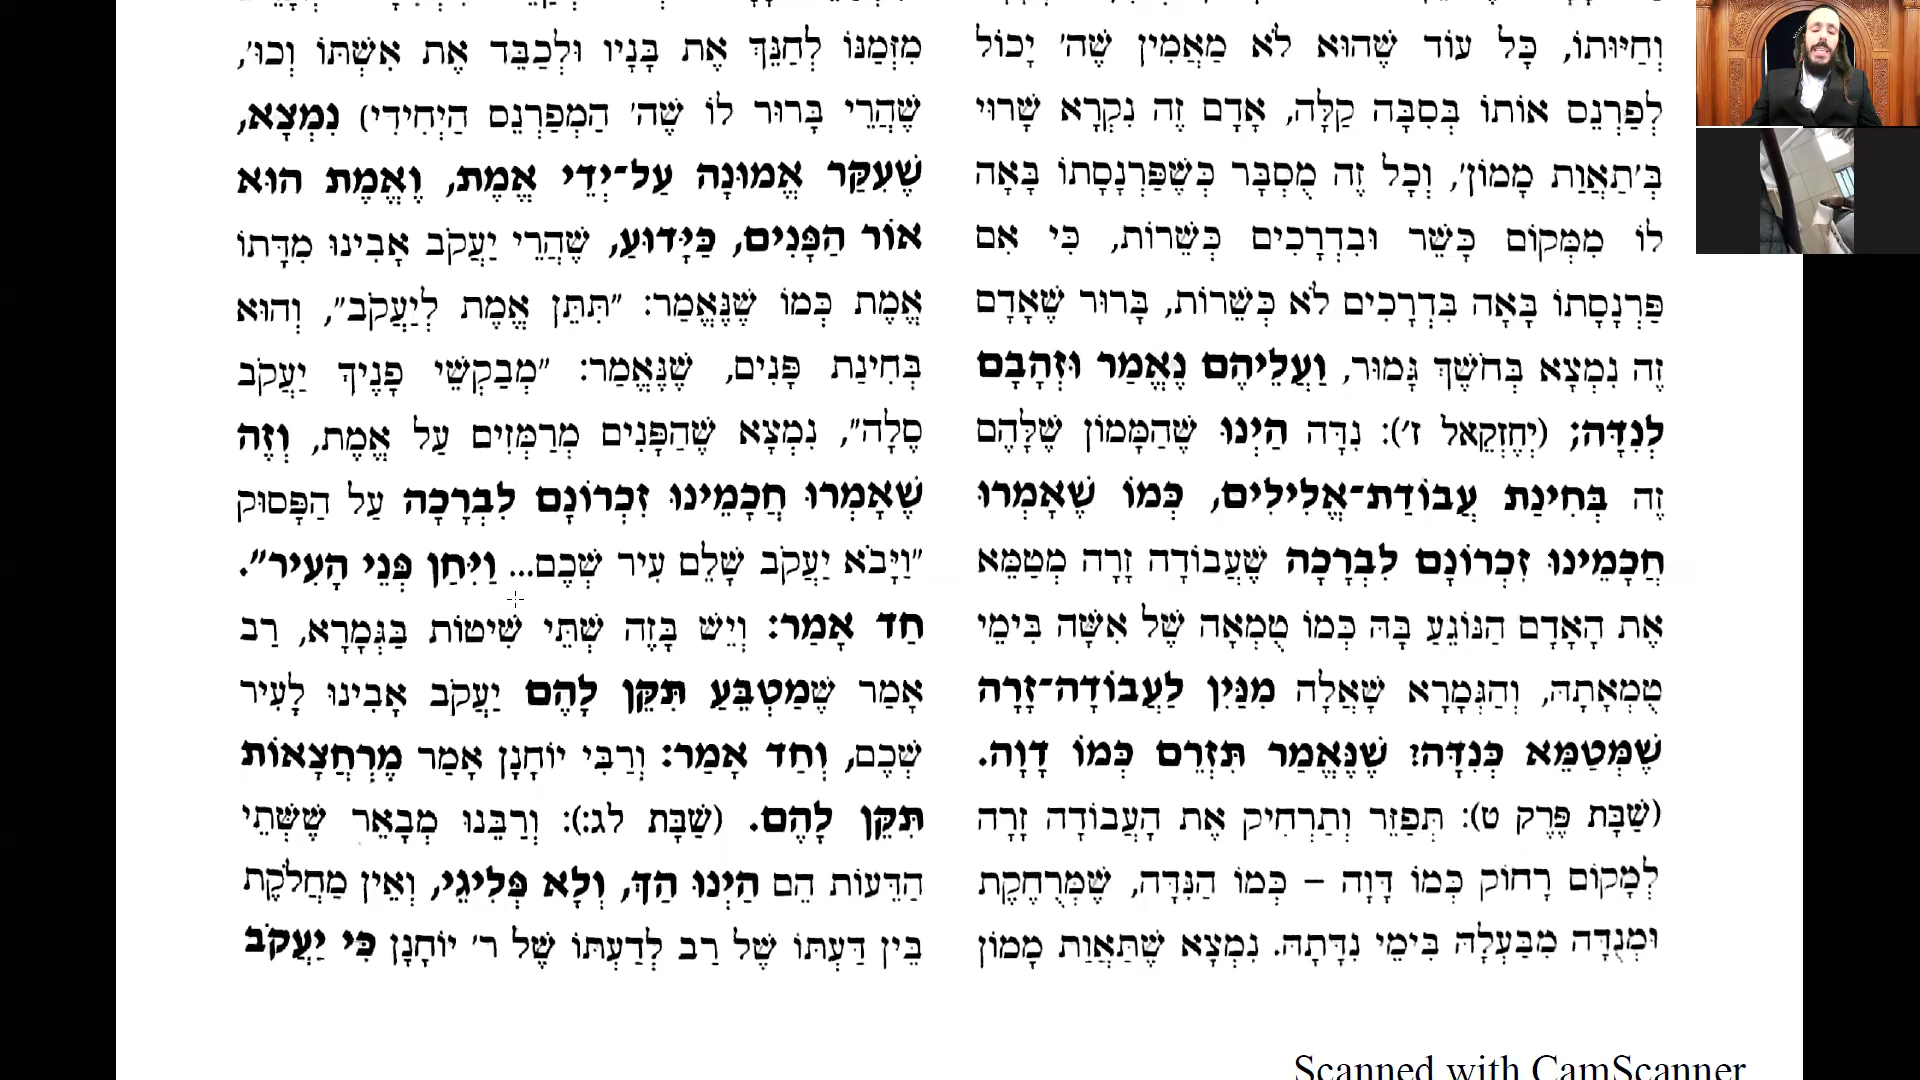 וְחַיּוּתוֹ, כָּל עוֹד שֶׁהוּא לֹא מַאֲמִין שֶׁה׳ יָכוֹל
לְפַרְנֵס אוֹתוֹ בְּסִבָּה קַלָּה, אָדָם זֶה נִקְרָא שָׁרוּי
בְּ׳תַאֲוַת מָמוֹן׳, וְכָל זֶה מְסֻבָּר כְּשֶׁפַּרְנָסָתוֹ בָּאָה
לוֹ מִמְּקוֹם כָּשֵׁר וּבִדְרָכִים כְּשֵׁרוֹת, כִּי אִם
פַּרְנָסָתוֹ בָּאָה בִּדְרָכִים לֹא כְּשֵׁרוֹת, בָּרוּר שֶׁאָדָם
זֶה נִמְצָא בְּחֹשֶׁךְ גָּמוּר, וַעֲלֵיהֶם נֶאֱמַר וּזְהָבָם
לְנִדָּה; (יְחֶזְקֵאל ז׳): נִדָּה הַיְנוּ שֶׁהַמָּמוֹן שֶׁלָּהֶם
זֶה בְּחִינַת עֲבוֹדַת־אֱלִילִים, כְּמוֹ שֶׁאָמְרוּ
חֲכָמֵינוּ זִכְרוֹנָם לִבְרָכָה שֶׁעֲבוֹדָה זָרָה מְטַמֵּא
אֶת הָאָדָם הַנּוֹגֵעַ בָּהּ כְּמוֹ טֻמְאָה שֶׁל אִשָּׁה בִּימֵי
טֻמְאָתָהּ, וְהַגְּמָרָא שָׁאֲלָה מִנַּיִן לַעֲבוֹדָה־זָרָה
שֶׁמְּטַמֵּא כְּנִדָּה? שֶׁנֶּאֱמַר תִּזְרֵם כְּמוֹ דָוָה.
(שַׁבָּת פֶּרֶק ט): תְּפַזֵּר וְתַרְחִיק אֶת הָעֲבוֹדָה זָרָה
לְמָקוֹם רָחוֹק כְּמוֹ דָּוָה – כְּמוֹ הַנִּדָּה, שֶׁמְּרֻחֶקֶת
וּמְנֻדָּה מִבַּעְלָהּ בִּימֵי נִדָּתָהּ. נִמְצָא שֶׁתַּאֲוַת מָמוֹן
מִזְּמַנּוֹ לְחַנֵּךְ אֶת בָּנָיו וּלְכַבֵּד אֶת אִשְׁתּוֹ וְכוּ׳,
שֶׁהֲרֵי בָּרוּר לוֹ שֶׁה׳ הַמְפַרְנֵס הַיְּחִידִי) נִמְצָא,
שֶׁעִקַּר אֱמוּנָה עַל־יְדֵי אֱמֶת, וֶאֱמֶת הוּא
אוֹר הַפָּנִים, כַּיָּדוּעַ, שֶׁהֲרֵי יַעֲקֹב אָבִינוּ מִדָּתוֹ
אֱמֶת כְּמוֹ שֶׁנֶּאֱמַר: ״תִּתֵּן אֱמֶת לְיַעֲקֹב״, וְהוּא
בְּחִינַת פָּנִים, שֶׁנֶּאֱמַר: ״מְבַקְשֵׁי פָנֶיךָ יַעֲקֹב
סֶלָה״, נִמְצָא שֶׁהַפָּנִים מְרַמְּזִים עַל אֱמֶת, וְזֶה
שֶׁאָמְרוּ חֲכָמֵינוּ זִכְרוֹנָם לִבְרָכָה עַל הַפָּסוּק
״וַיָּבֹא יַעֲקֹב שָׁלֵם עִיר שְׁכֶם... וַיִּחַן פְּנֵי הָעִיר״.
חַד אָמַר: וְיֵשׁ בָּזֶה שְׁתֵּי שִׁיטוֹת בַּגְּמָרָא, רַב
אָמַר שֶׁמַּטְבֵּעַ תִּקֵּן לָהֶם יַעֲקֹב אָבִינוּ לָעִיר
שְׁכֶם, וְחַד אָמַר: וְרַבִּי יוֹחָנָן אָמַר מֶרְחֲצָאוֹת
תִּקֵּן לָהֶם. (שַׁבָּת לג:): וְרַבֵּנוּ מְבָאֵר שֶׁשְּׁתֵי
הַדֵּעוֹת הֵם הַיְנוּ הַךְ, וְלָא פְּלִיגֵי, וְאֵין מַחֲלֹקֶת
בֵּין דַּעְתּוֹ שֶׁל רַב לְדַעְתּוֹ שֶׁל ר׳ יוֹחָנָן כִּי יַעֲקֹב
Scanned with CamScanner